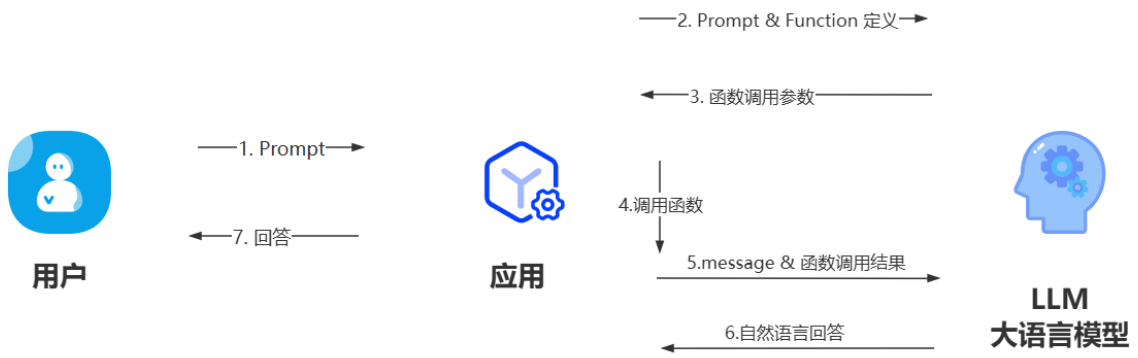 2. Prompt & Function 定义
3. 函数调用参数
1. Prompt
4.调用函数
7. 回答
用户
应用
5.message & 函数调用结果
6.自然语言回答
LLM
大语言模型